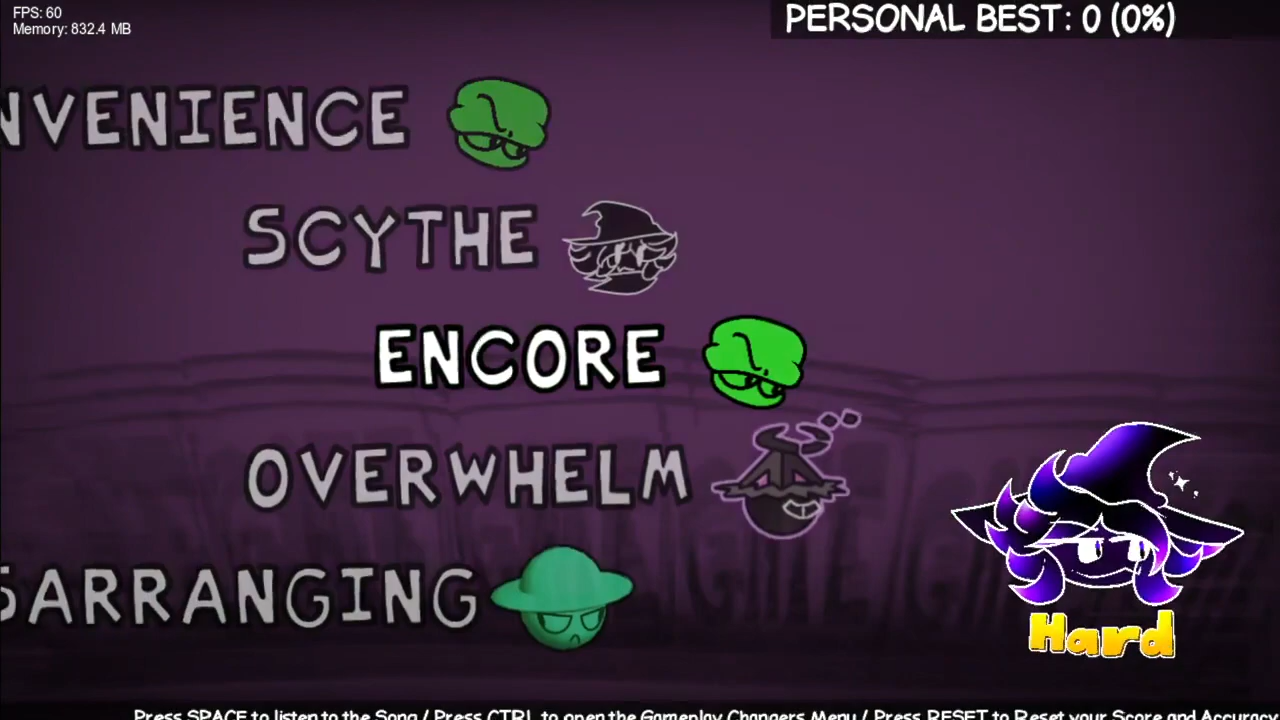 FPS: 60
Memory: 832.4 MB
PERSONAL BEST: 0 (0%)
NVENIENCE
SCYTHE
ENCORE
OVERWHELM
SARRANGING
Hard
Press SPACE to listen to the Song / Press CTRL to open the Gameplay Changers Menu / Press RESET to Reset your Score and Accuracy